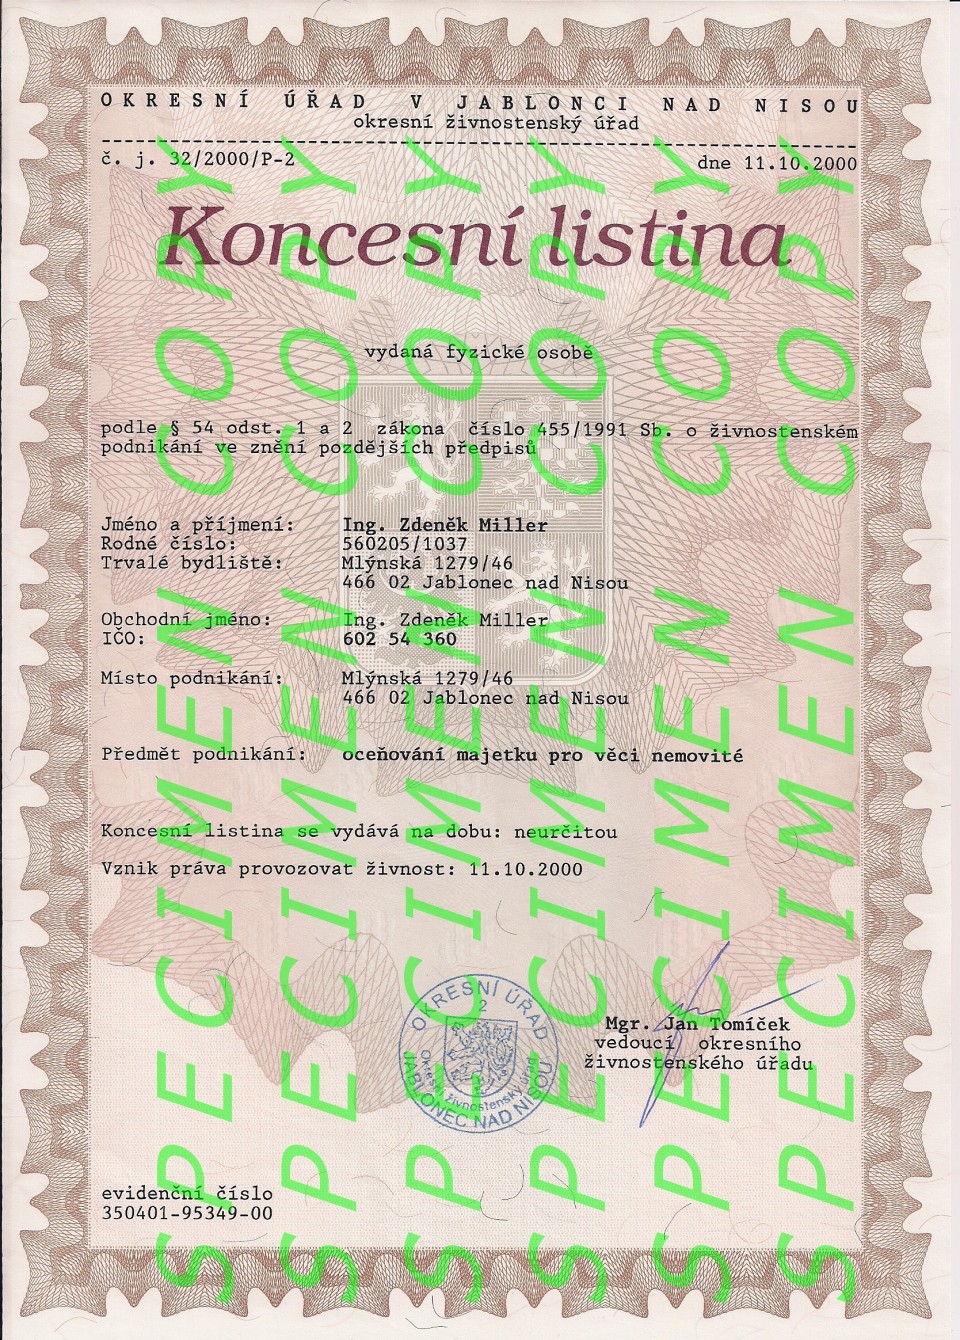 OKRESNÍ ÚŘAD V JABLONCI NAD NISOU
okresní živnostenský úřad
č. j. 32/2000/P-2
dne 11.10.2000
Koncesní listina
vydaná fyzické osobě
podle § 54 odst. 1 a 2 zákona číslo 455/1991 Sb. o živnostenském
podnikání ve znění pozdějších předpisů
Jméno a příjmení: Ing. Zdeněk Miller
Rodné číslo: 560205/1037
Trvalé bydliště: Mlýnská 1279/46
466 02 Jablonec nad Nisou
Obchodní jméno: Ing. Zdeněk Miller
IČO: 602 54 360
Místo podnikání: Mlýnská 1279/46
466 02 Jablonec nad Nisou
Předmět podnikání: oceňování majetku pro věci nemovité
Koncesní listina se vydává na dobu: neurčitou
Vznik práva provozovat živnost: 11.10.2000
OKRESNÍ ÚŘAD
2
Okresní živnostenský úřad
JABLONEC NAD NISOU
Mgr. Jan Tomíček
vedoucí okresního
živnostenského úřadu
evidenční číslo
350401-95349-00
SPECIMEN COPY
SPECIMEN COPY
SPECIMEN COPY
SPECIMEN COPY
SPECIMEN COPY
SPECIMEN COPY